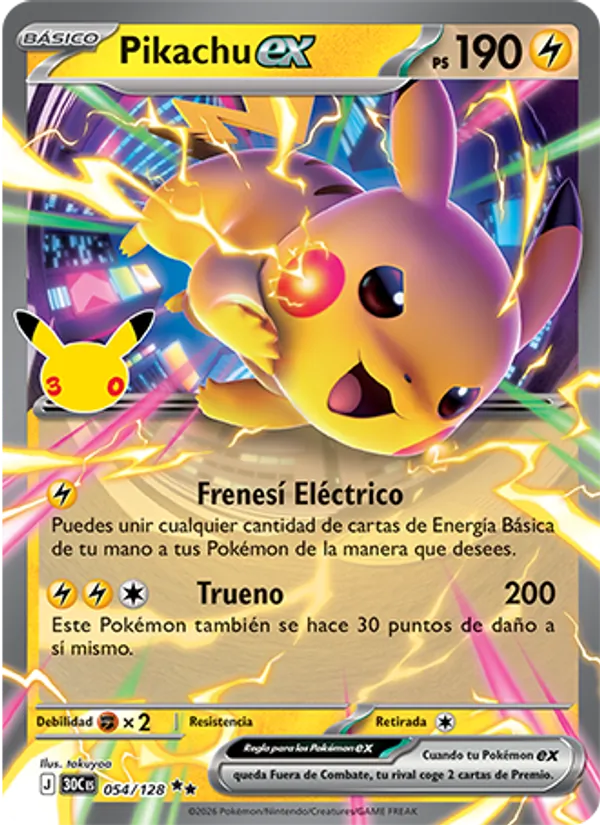 BÁSICO
Pikachu ex
PS 190
30
Frenesí Eléctrico
Puedes unir cualquier cantidad de cartas de Energía Básica
de tu mano a tus Pokémon de la manera que desees.
Trueno 200
Este Pokémon también se hace 30 puntos de daño a
sí mismo.
Debilidad ×2 Resistencia Retirada
Ilus. takuyoa
Regla para los Pokémon ex Cuando tu Pokémon ex
queda Fuera de Combate, tu rival coge 2 cartas de Premio.
J 30C ES 054/128 ★★
©2026 Pokémon/Nintendo/Creatures/GAME FREAK